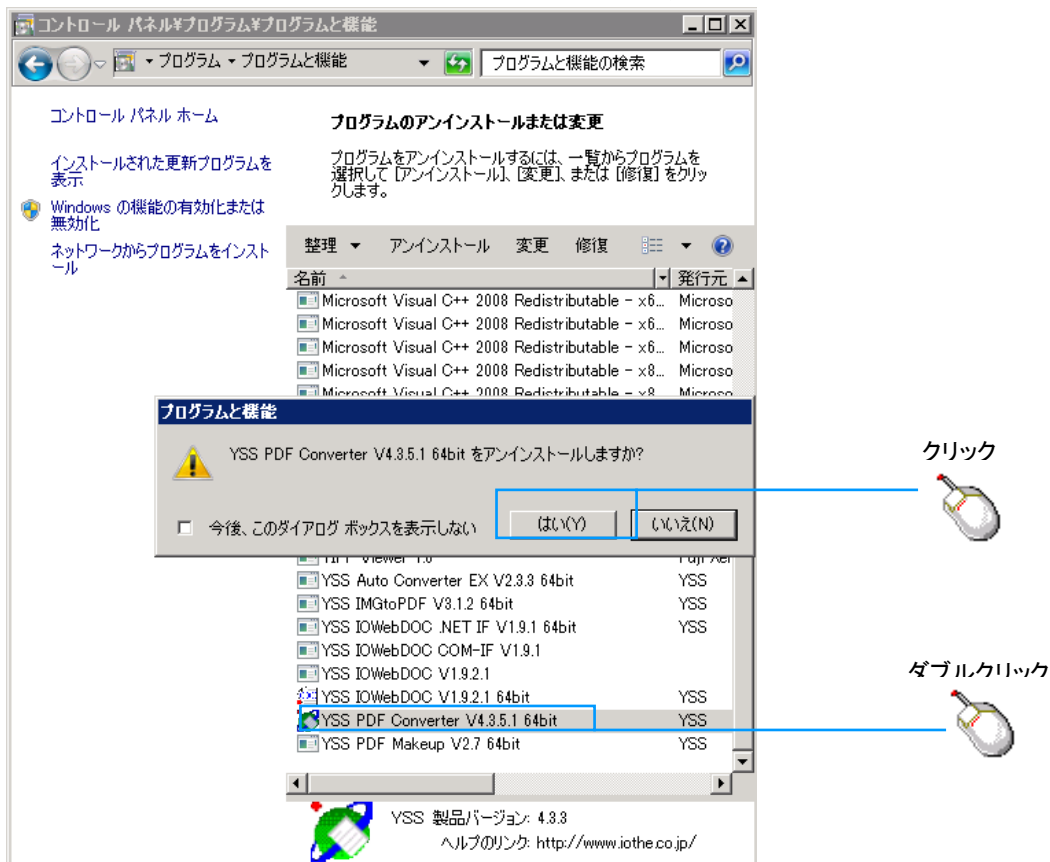 コントロール パネル¥プログラム¥プログラムと機能
プログラム プログラムと機能
プログラムと機能の検索
コントロール パネル ホーム
インストールされた更新プログラムを
表示
Windows の機能の有効化または
無効化
ネットワークからプログラムをインスト
ール
プログラムのアンインストールまたは変更
プログラムをアンインストールするには、一覧からプログラムを
選択して [アンインストール]、[変更]、または [修復] をクリッ
クします。
整理 アンインストール 変更 修復
名前 発行元
Microsoft Visual C++ 2008 Redistributable - x6... Microso
Microsoft Visual C++ 2008 Redistributable - x6... Microso
Microsoft Visual C++ 2008 Redistributable - x6... Microso
Microsoft Visual C++ 2008 Redistributable - x8... Microso
Microsoft Visual C++ 2008 Redistributable - x8 Microso
プログラムと機能
YSS PDF Converter V4.3.5.1 64bit をアンインストールしますか?
今後、このダイアログ ボックスを表示しない
はい(Y)
いいえ(N)
クリック
TIFF Viewer 1.0 Fuji Xer
YSS Auto Converter EX V2.3.3 64bit YSS
YSS IMGtoPDF V3.1.2 64bit YSS
YSS IOWebDOC .NET IF V1.9.1 64bit YSS
YSS IOWebDOC COM-IF V1.9.1
YSS IOWebDOC V1.9.2.1
YSS IOWebDOC V1.9.2.1 64bit YSS
YSS PDF Converter V4.3.5.1 64bit YSS
YSS PDF Makeup V2.7 64bit YSS
ダブルクリック
YSS 製品バージョン: 4.3.3
ヘルプのリンク: http://www.iothe.co.jp/